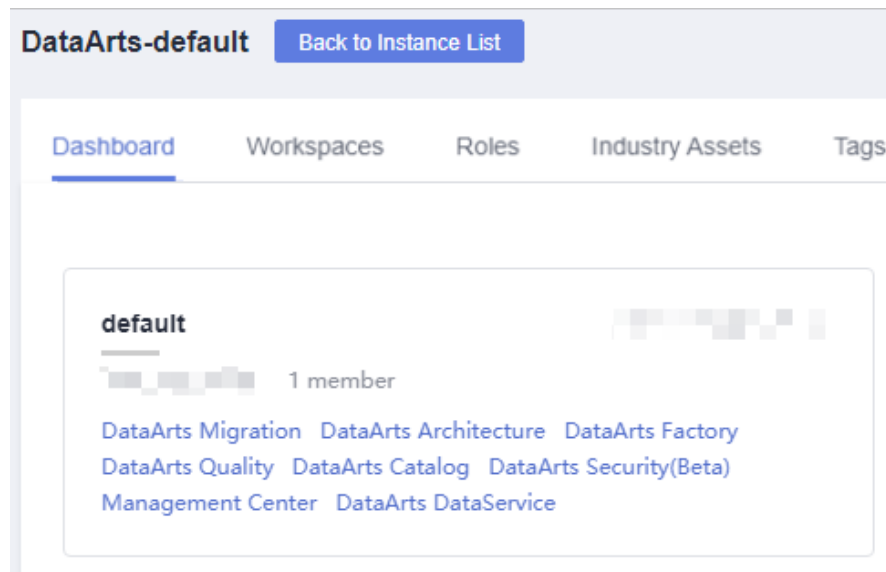 DataArts-default Back to Instance List
Dashboard Workspaces Roles Industry Assets Tags
default
1 member
DataArts Migration DataArts Architecture DataArts Factory
DataArts Quality DataArts Catalog DataArts Security(Beta)
Management Center DataArts DataService